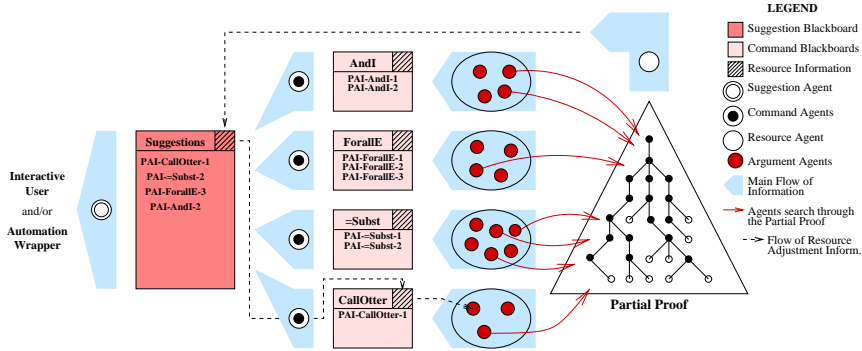 LEGEND
Suggestion Blackboard
Command Blackboards
Resource Information
Suggestion Agent
Command Agents
Resource Agent
Argument Agents
Main Flow of
Information
Agents search through
the Partial Proof
Flow of Resource
Adjustment Inform.
Interactive
User
and/or
Automation
Wrapper
Suggestions
PAI-CallOtter-1
PAI-=Subst-2
PAI-ForallE-3
PAI-AndI-2
AndI
PAI-AndI-1
PAI-AndI-2
ForallE
PAI-ForallE-1
PAI-ForallE-2
PAI-ForallE-3
=Subst
PAI-=Subst-1
PAI-=Subst-2
CallOtter
PAI-CallOtter-1
Partial Proof